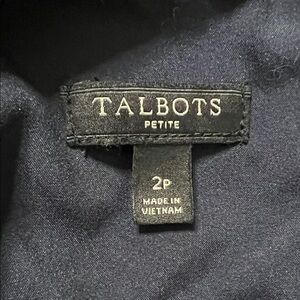 TALBOTS
PETITE
2P
MADE IN
VIETNAM